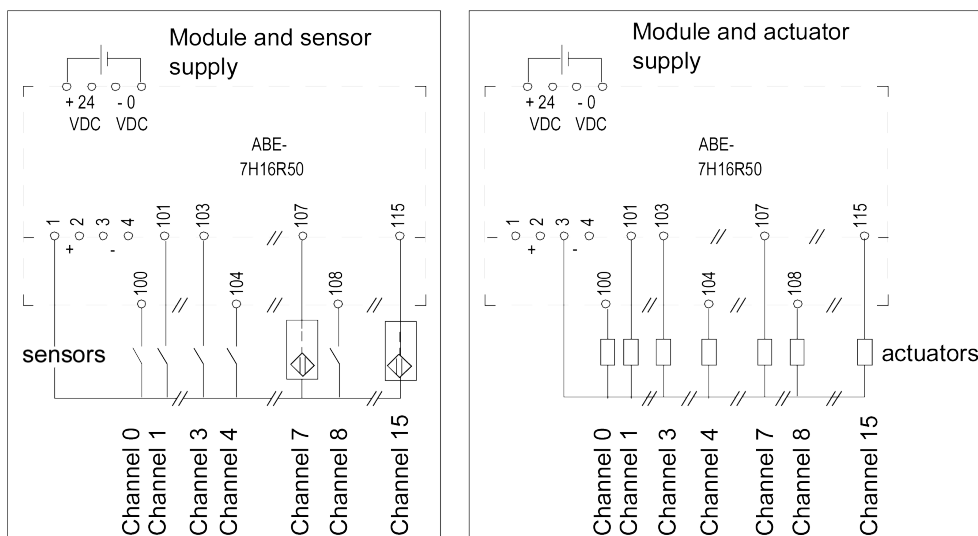 Module and sensor
supply
+ 24 - 0
VDC VDC
ABE-
7H16R50
1 2 3 4 101 103 107 115
+ -
100 104 108
sensors
Channel 0
Channel 1
Channel 3
Channel 4
Channel 7
Channel 8
Channel 15
Module and actuator
supply
+ 24 - 0
VDC VDC
ABE-
7H16R50
1 2 3 4 101 103 107 115
+ -
100 104 108
actuators
Channel 0
Channel 1
Channel 3
Channel 4
Channel 7
Channel 8
Channel 15